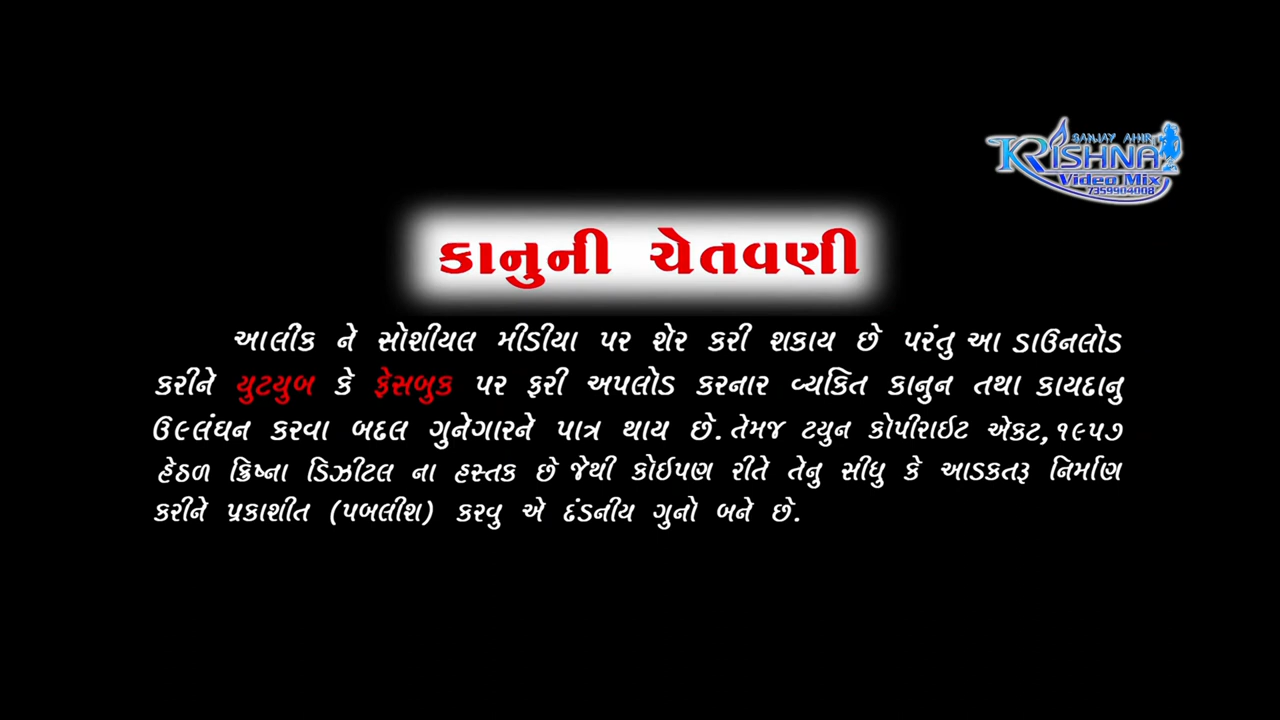 SANJAY AHIR
KRISHNA
Video Mix
7359904008
કાનુની ચેતવણી
આલીંક ને સોશીયલ મીડીયા પર શેર કરી શકાય છે પરંતુ આ ડાઉનલોડ
કરીને યુટયુબ કે ફેસબુક પર ફરી અપલોડ કરનાર વ્યકિત કાનુન તથા કાયદાનુ
ઉલ્લંઘન કરવા બદલ ગુનેગારને પાત્ર થાય છે. તેમજ ટયુન કોપીરાઈટ એકટ,૧૯૫૭
હેઠળ ક્રિષ્ના ડિઝીટલ ના હસ્તક છે જેથી કોઇપણ રીતે તેનુ સીધુ કે આડકતરૂ નિર્માણ
કરીને પ્રકાશીત (પબલીશ) કરવુ એ દંડનીય ગુનો બને છે.